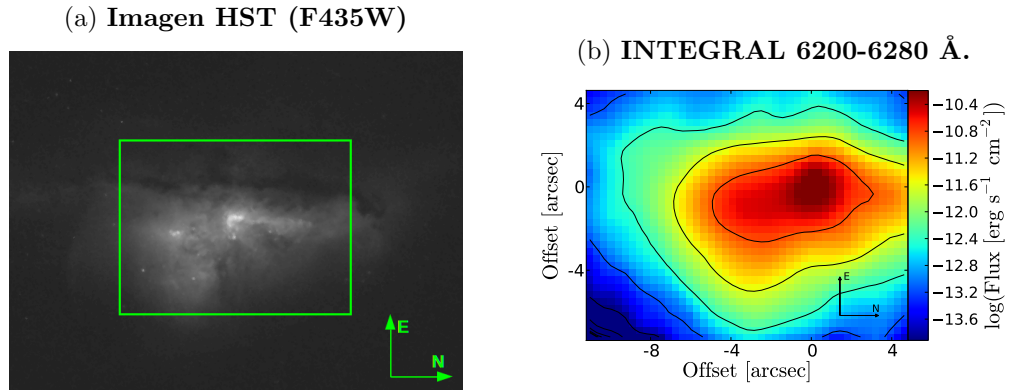 (a) Imagen HST (F435W)
E
N
(b) INTEGRAL 6200-6280 Å.
4
0
-4
Offset [arcsec]
E
N
-8
-4
0
4
Offset [arcsec]
−10.4
−10.8
−11.2
−11.6
−12.0
−12.4
−12.8
−13.2
−13.6
log(Flux [erg s⁻¹ cm⁻²])